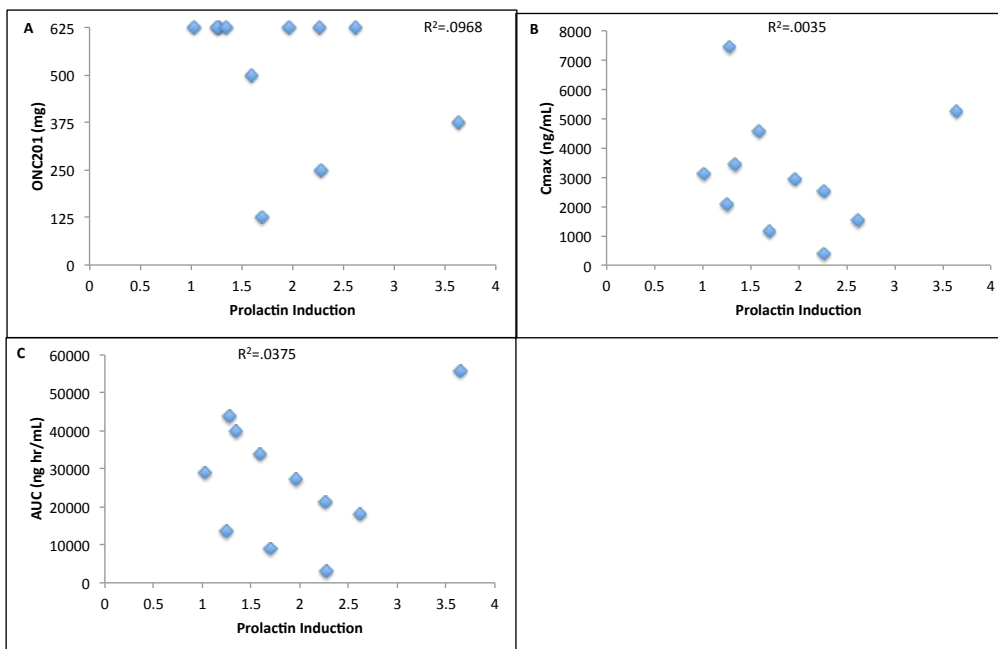 A
R²=.0968
625
500
375
250
125
0
ONC201 (mg)
0 0.5 1 1.5 2 2.5 3 3.5 4
Prolactin Induction
B
R²=.0035
8000
7000
6000
5000
4000
3000
2000
1000
0
Cmax (ng/mL)
0 0.5 1 1.5 2 2.5 3 3.5 4
Prolactin Induction
C
R²=.0375
60000
50000
40000
30000
20000
10000
0
AUC (ng hr/mL)
0 0.5 1 1.5 2 2.5 3 3.5 4
Prolactin Induction